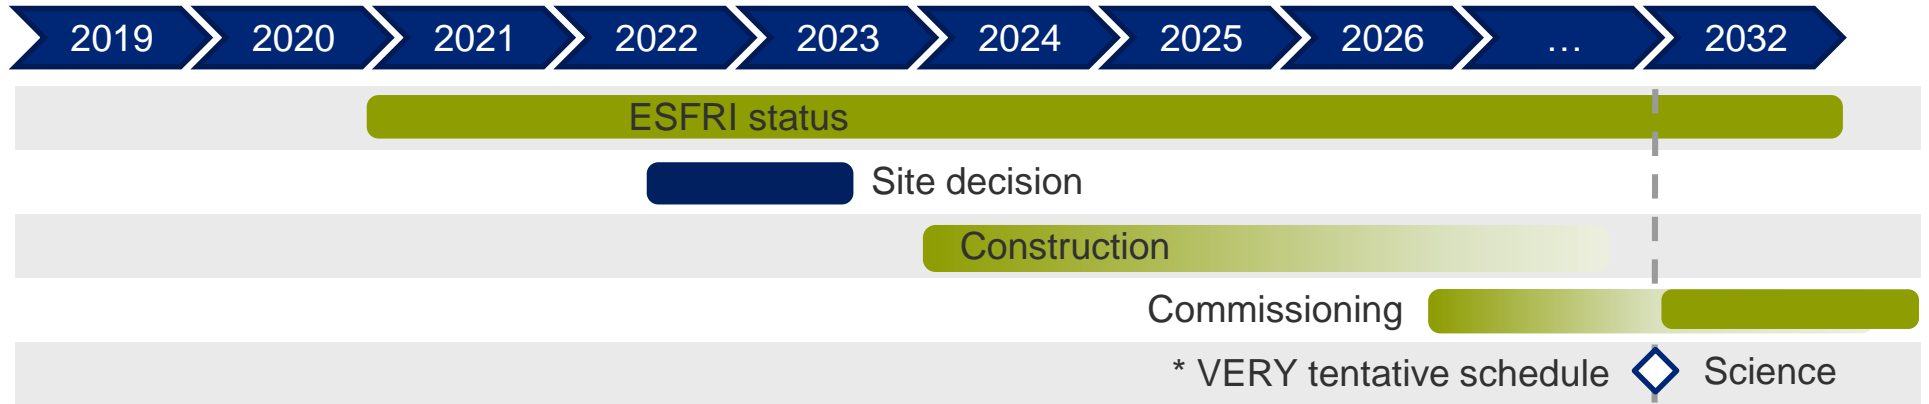 2019 2020 2021 2022 2023 2024 2025 2026 … 2032
ESFRI status
Site decision
Construction
Commissioning
* VERY tentative schedule Science